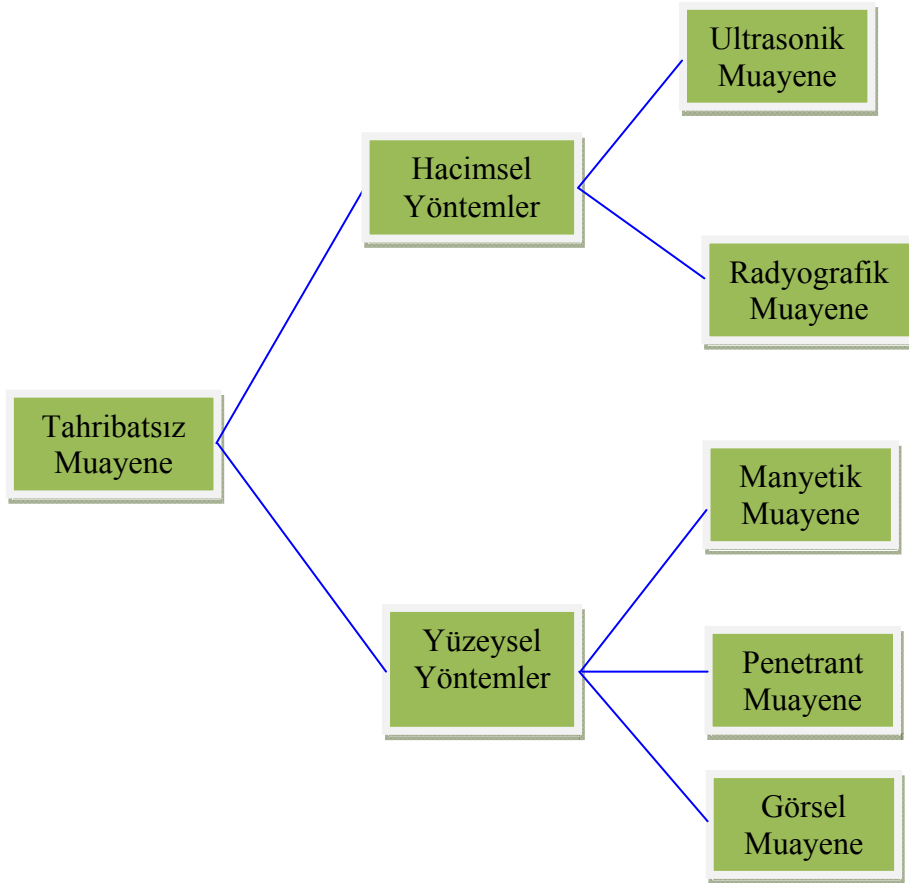 Ultrasonik
Muayene
Hacimsel
Yöntemler
Radyografik
Muayene
Tahribatsız
Muayene
Manyetik
Muayene
Yüzeysel
Yöntemler
Penetrant
Muayene
Görsel
Muayene